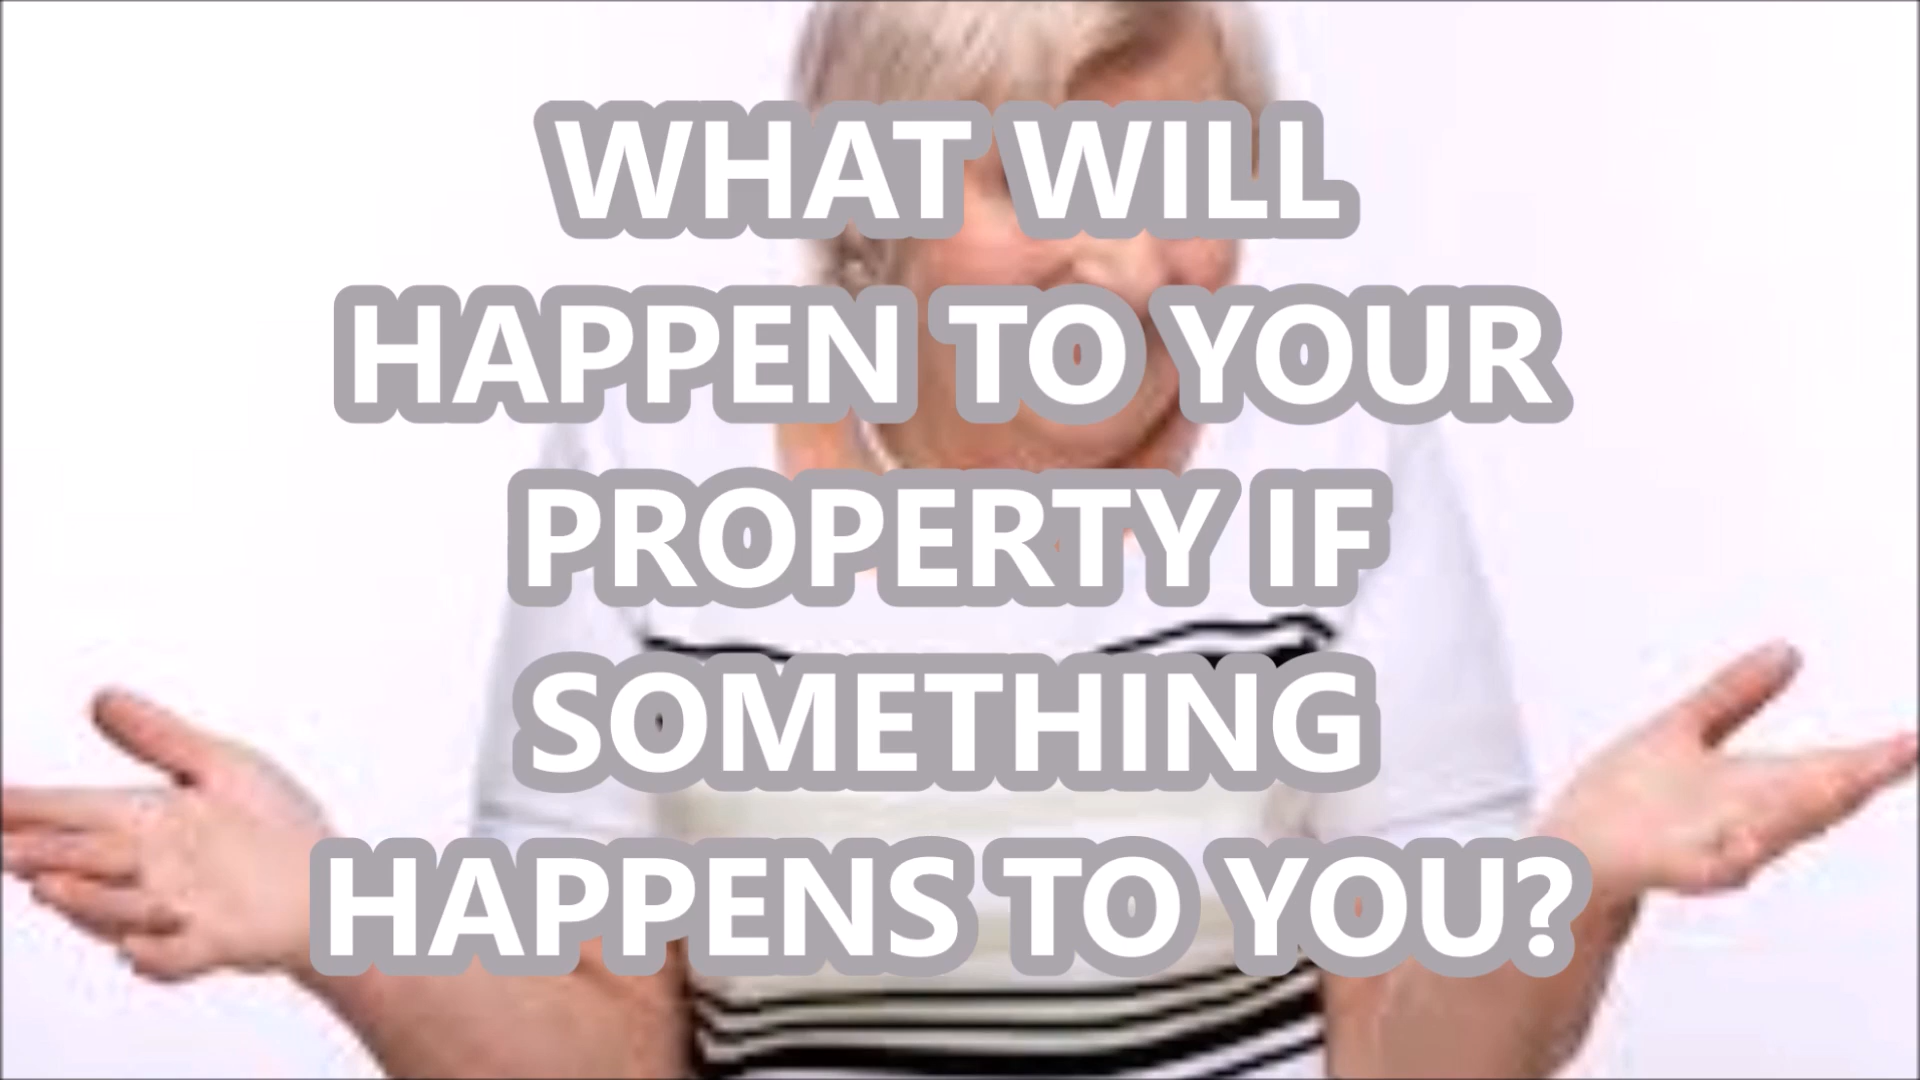 WHAT WILL
HAPPEN TO YOUR
PROPERTY IF
SOMETHING
HAPPENS TO YOU?